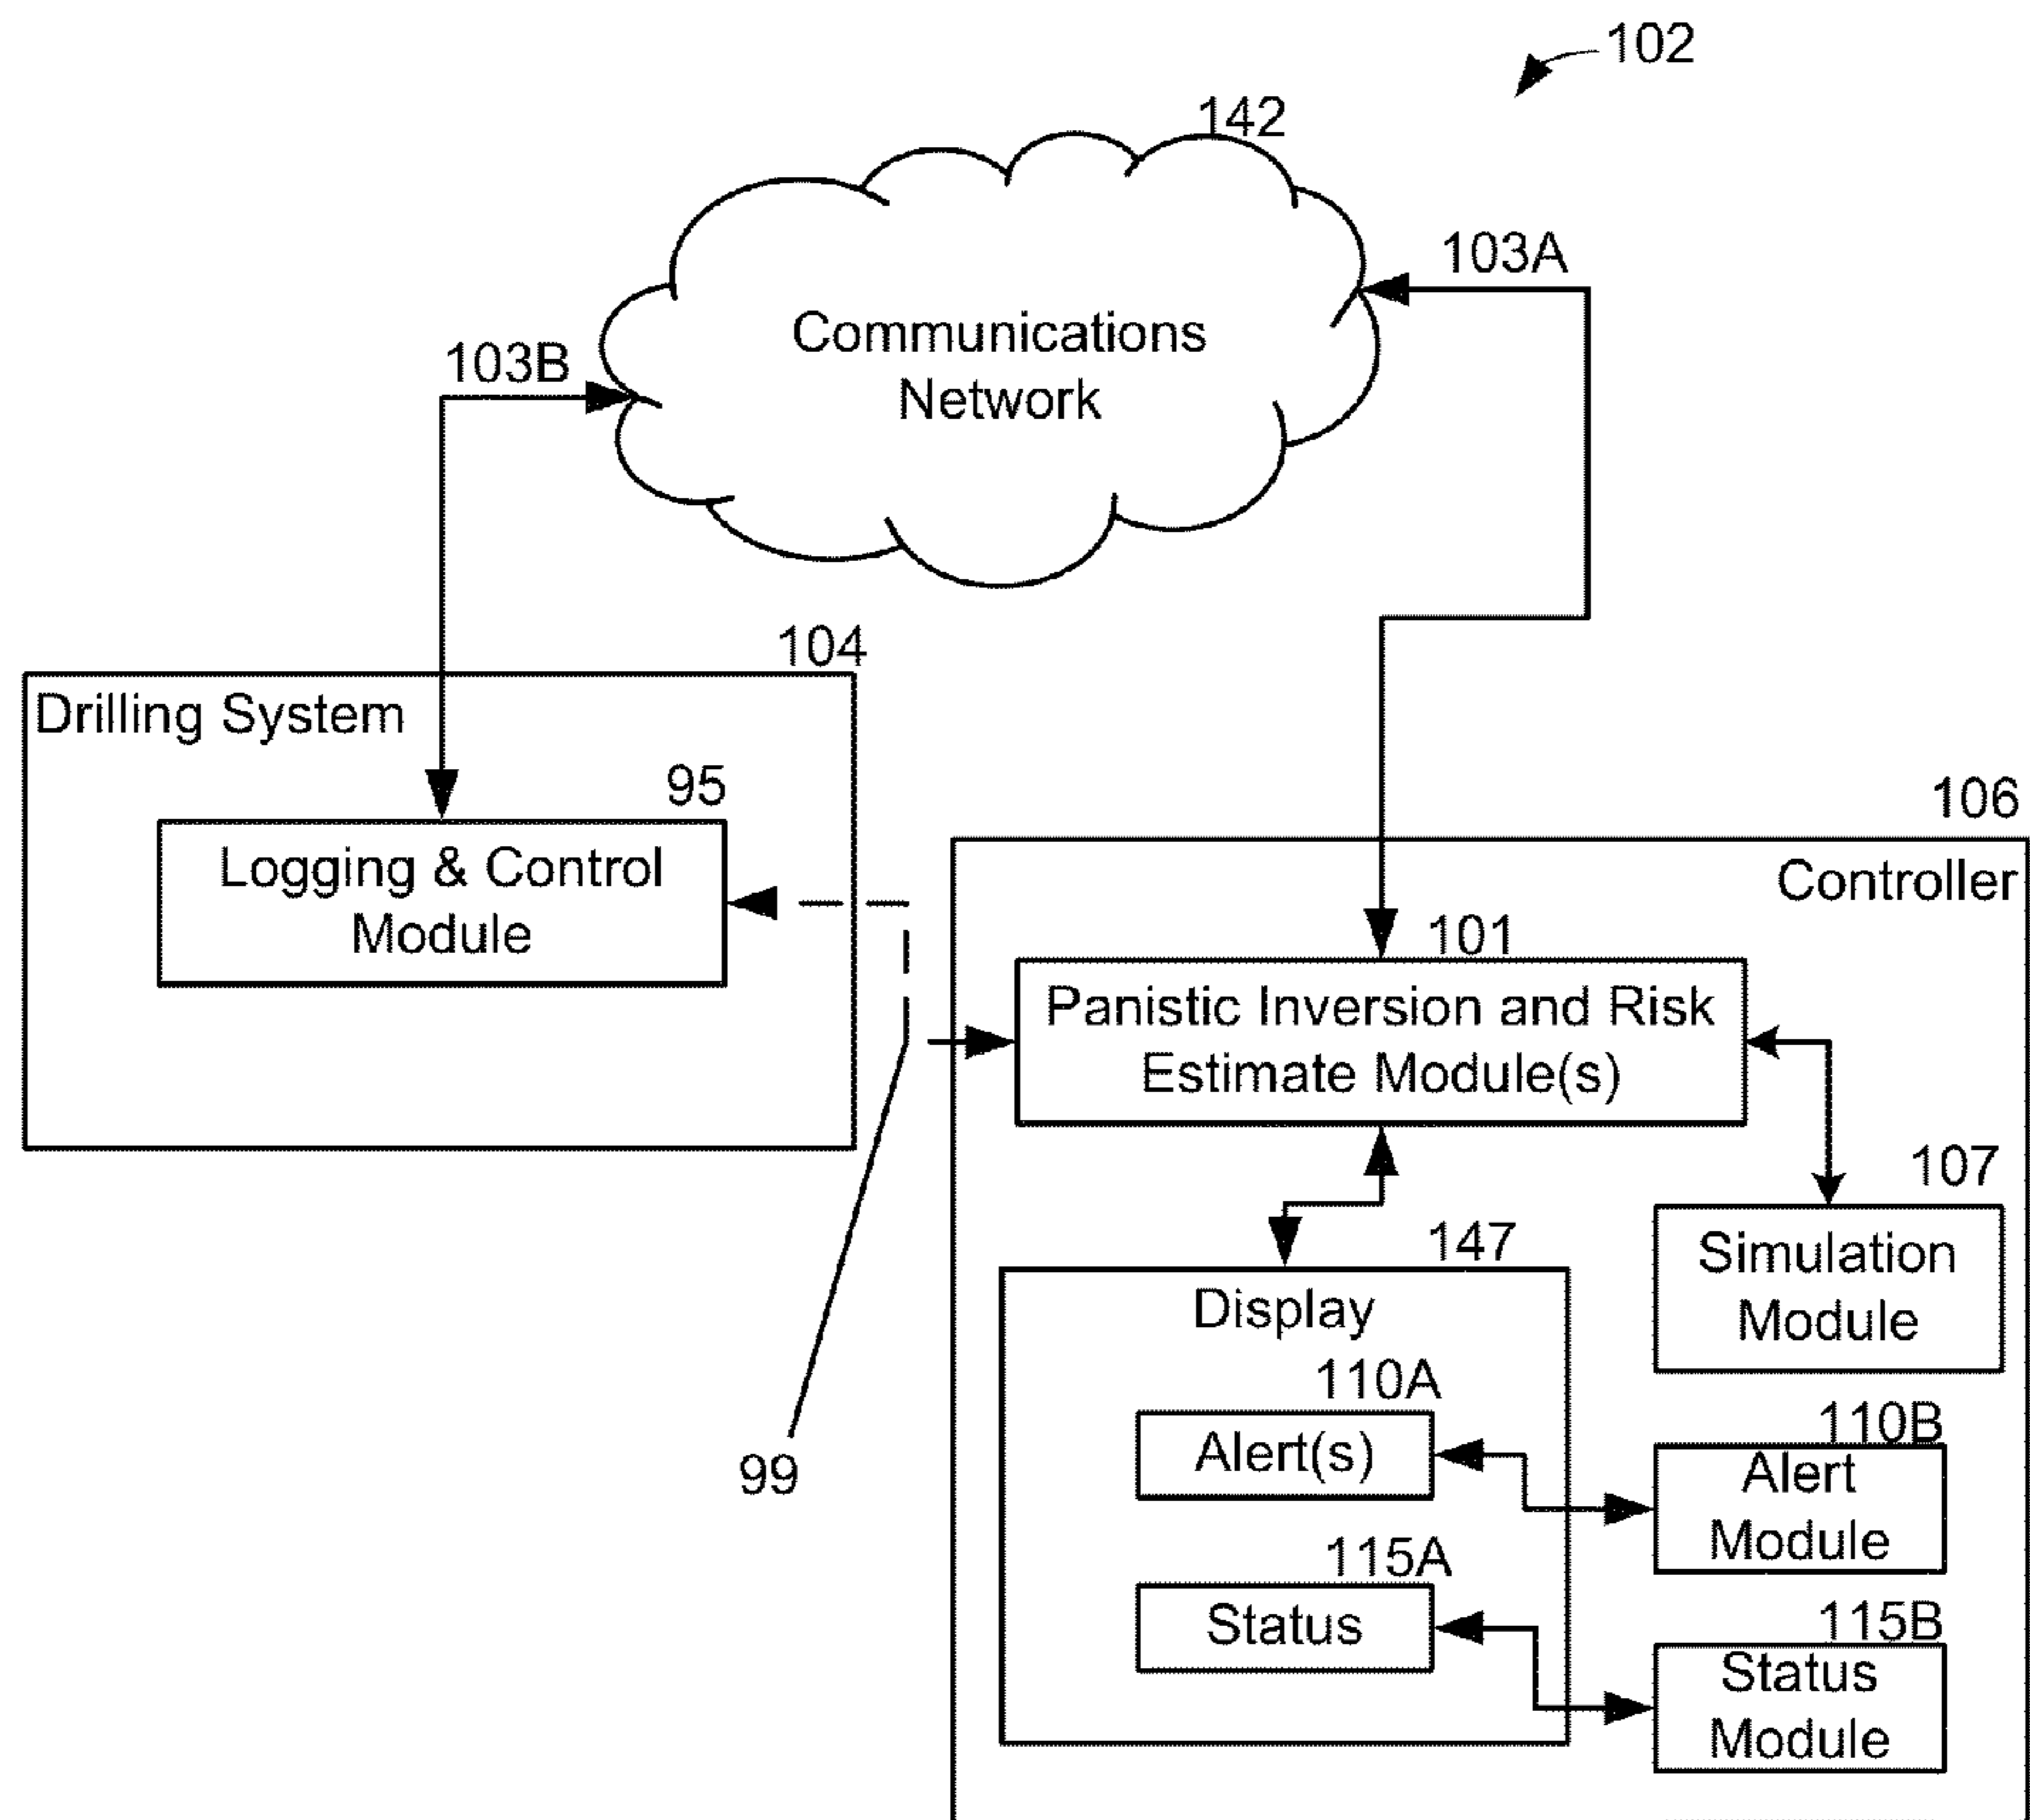 102
142
103A
Communications
Network
103B
104
Drilling System
95
Logging & Control
Module
106
Controller
101
Panistic Inversion and Risk
Estimate Module(s)
107
Simulation
Module
147
Display
110A
Alert(s)
110B
Alert
Module
99
115A
Status
115B
Status
Module